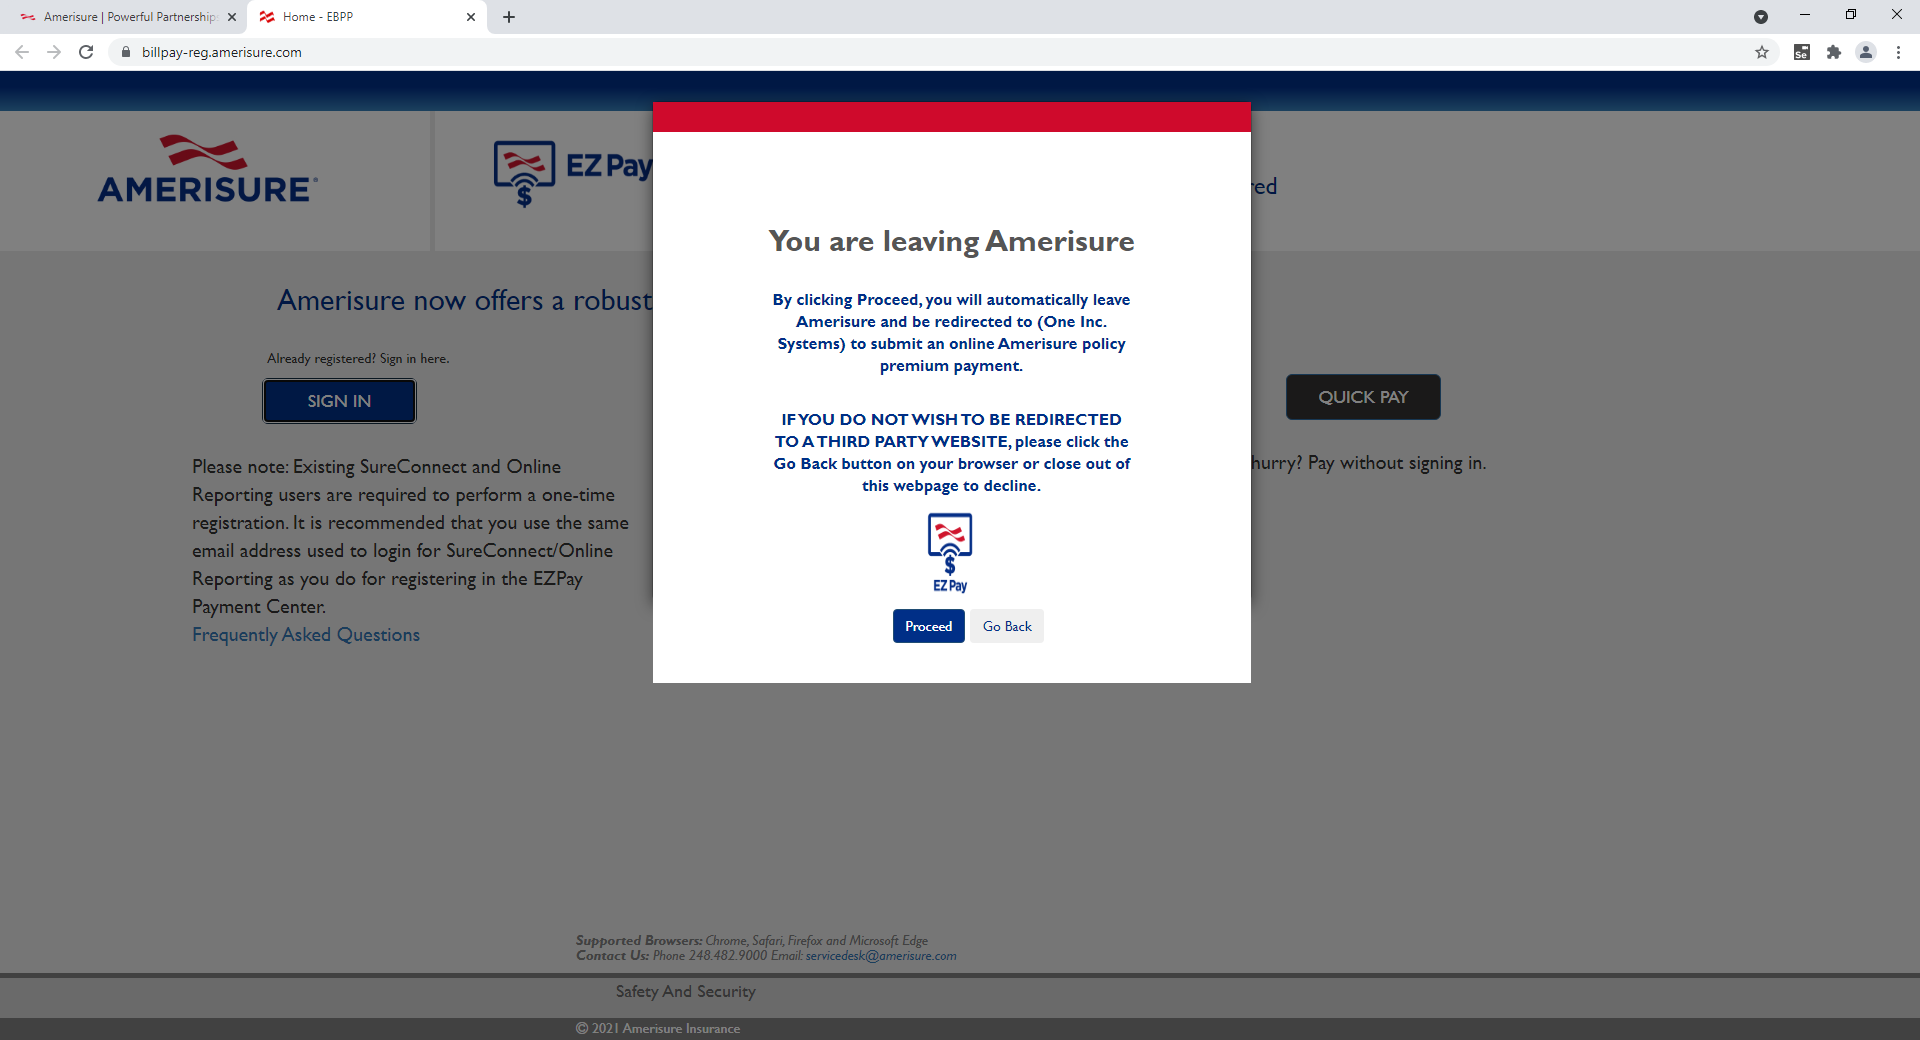 Amerisure | Powerful Partnerships
Home - EBPP
billpay-reg.amerisure.com
Se
AMERISURE®
EZ Pay
$
red
Amerisure now offers a robust
Already registered? Sign in here.
SIGN IN
Please note: Existing SureConnect and Online
Reporting users are required to perform a one-time
registration. It is recommended that you use the same
email address used to login for SureConnect/Online
Reporting as you do for registering in the EZPay
Payment Center.
Frequently Asked Questions
QUICK PAY
hurry? Pay without signing in.
You are leaving Amerisure
By clicking Proceed, you will automatically leave
Amerisure and be redirected to (One Inc.
Systems) to submit an online Amerisure policy
premium payment.
IF YOU DO NOT WISH TO BE REDIRECTED
TO A THIRD PARTY WEBSITE, please click the
Go Back button on your browser or close out of
this webpage to decline.
$
EZ Pay
Proceed
Go Back
Supported Browsers: Chrome, Safari, Firefox and Microsoft Edge
Contact Us: Phone 248.482.9000 Email: servicedesk@amerisure.com
Safety And Security
© 2021 Amerisure Insurance